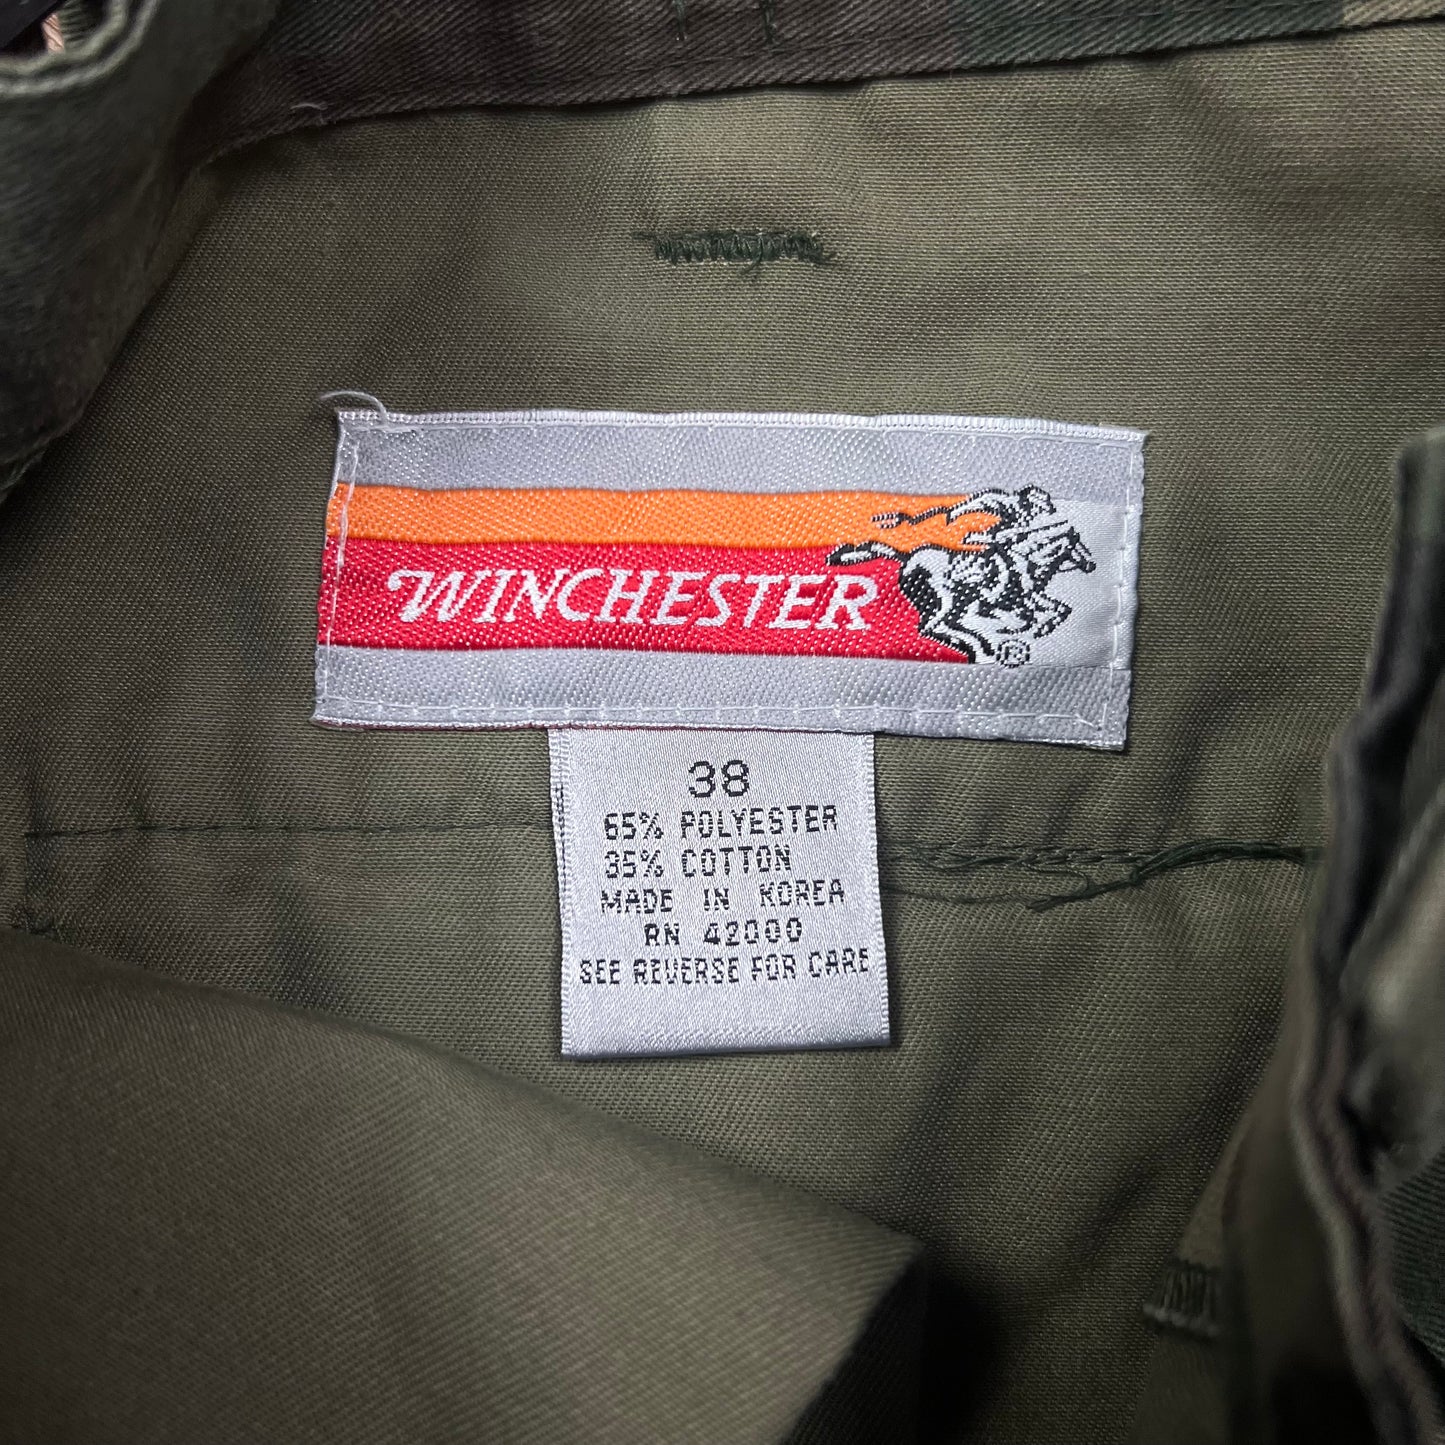 WINCHESTER
®
38
65% POLYESTER
35% COTTON
MADE IN KOREA
RN 42000
SEE REVERSE FOR CARE